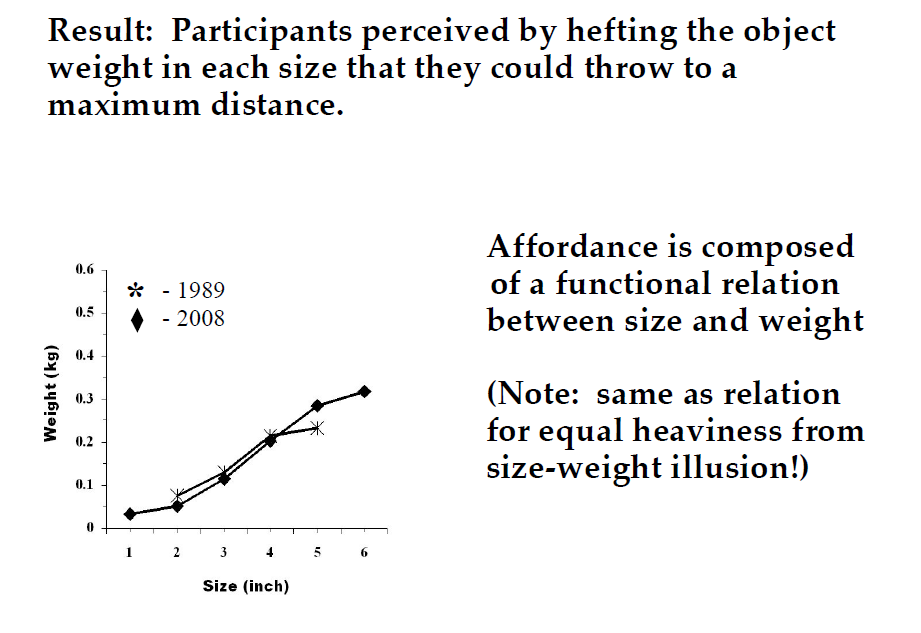 Result:  Participants perceived by hefting the object
weight in each size that they could throw to a
maximum distance.
Affordance is composed
of a functional relation
between size and weight
(Note:  same as relation
for equal heaviness from
size-weight illusion!)
* - 1989
♦ - 2008
Weight (kg)
0.6
0.5
0.4
0.3
0.2
0.1
0
1 2 3 4 5 6
Size (inch)